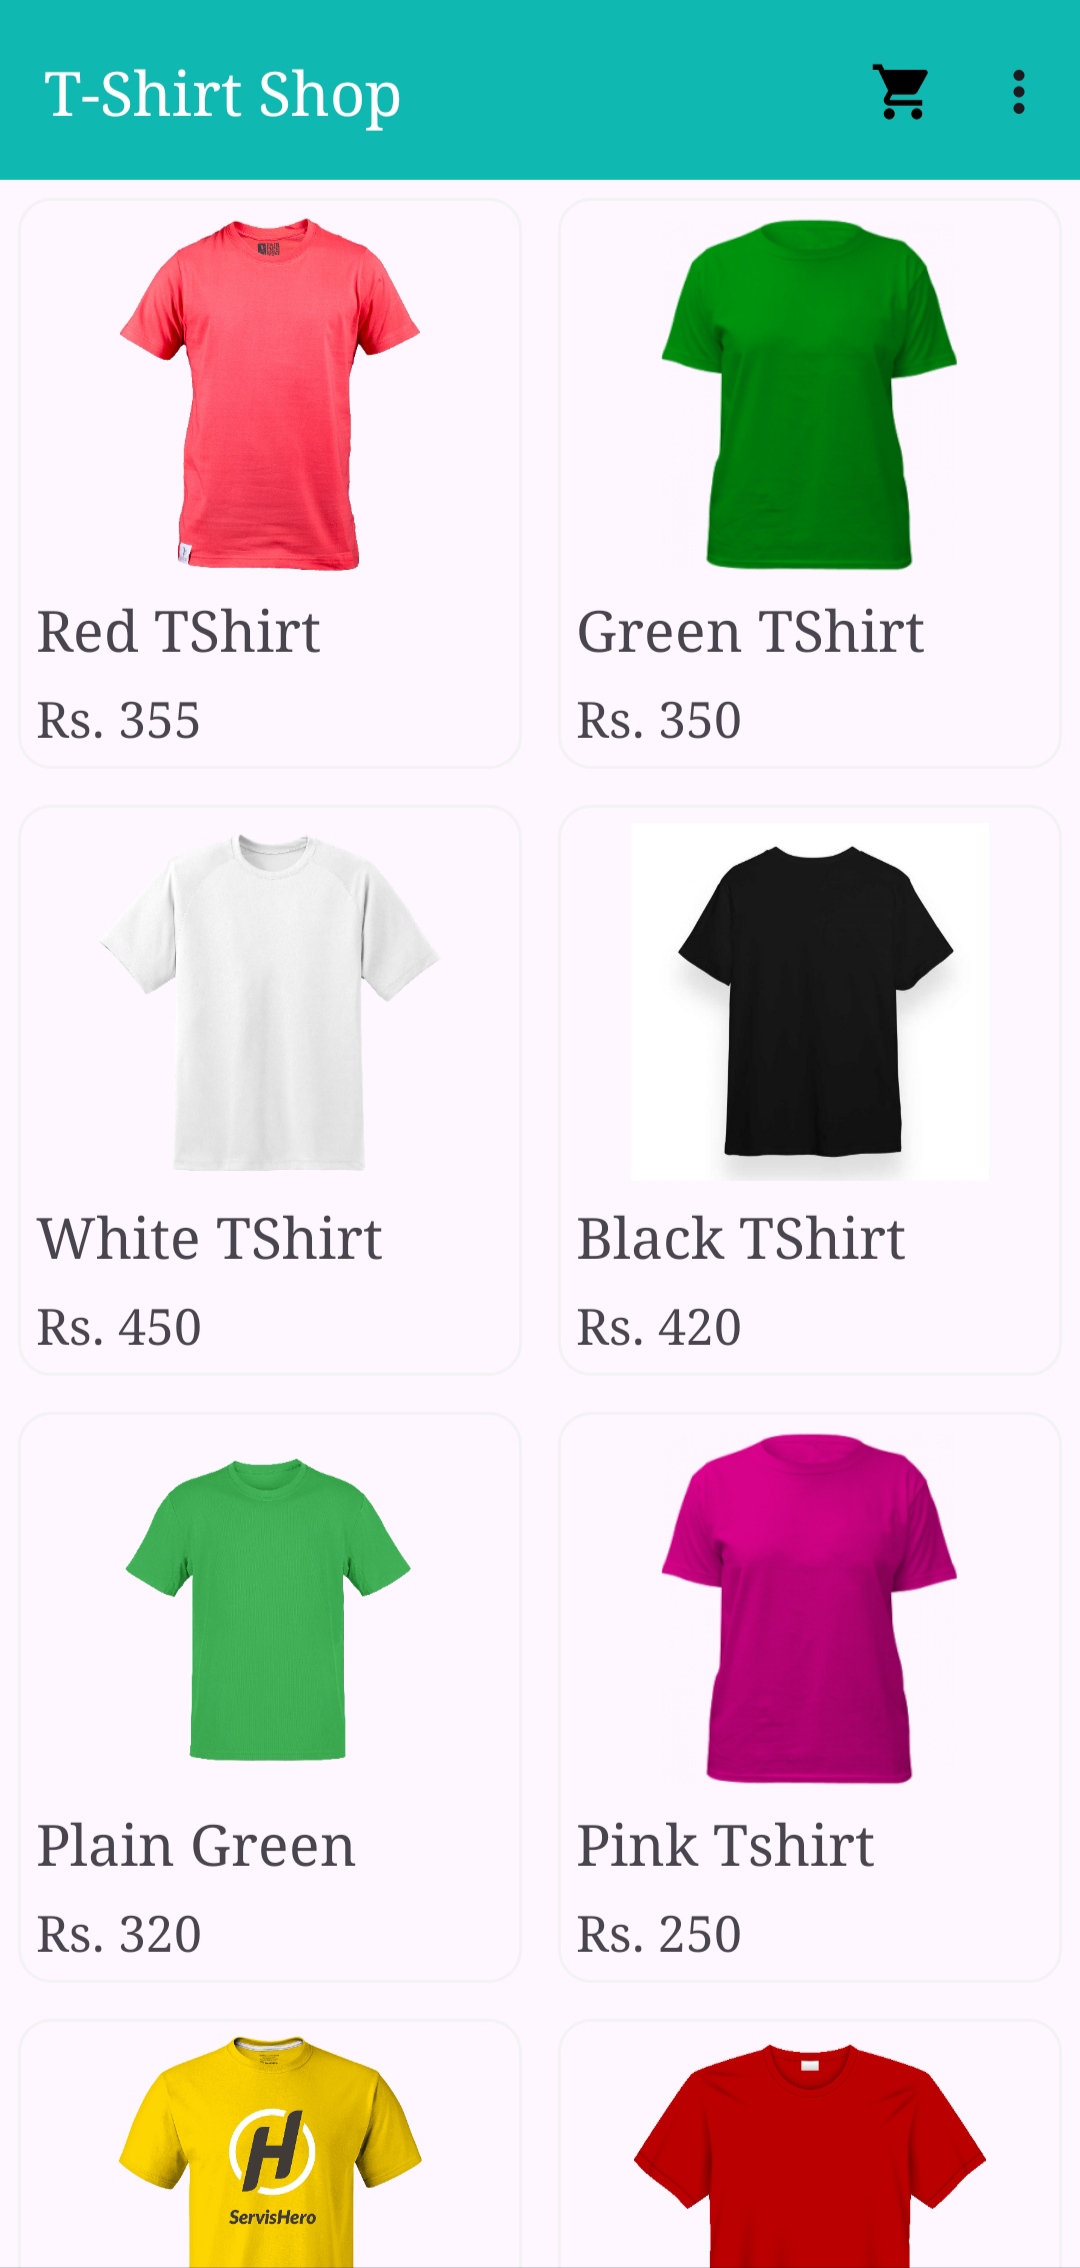 T-Shirt Shop
Red TShirt
Rs. 355
Green TShirt
Rs. 350
White TShirt
Rs. 450
Black TShirt
Rs. 420
Plain Green
Rs. 320
Pink Tshirt
Rs. 250
H
ServisHero